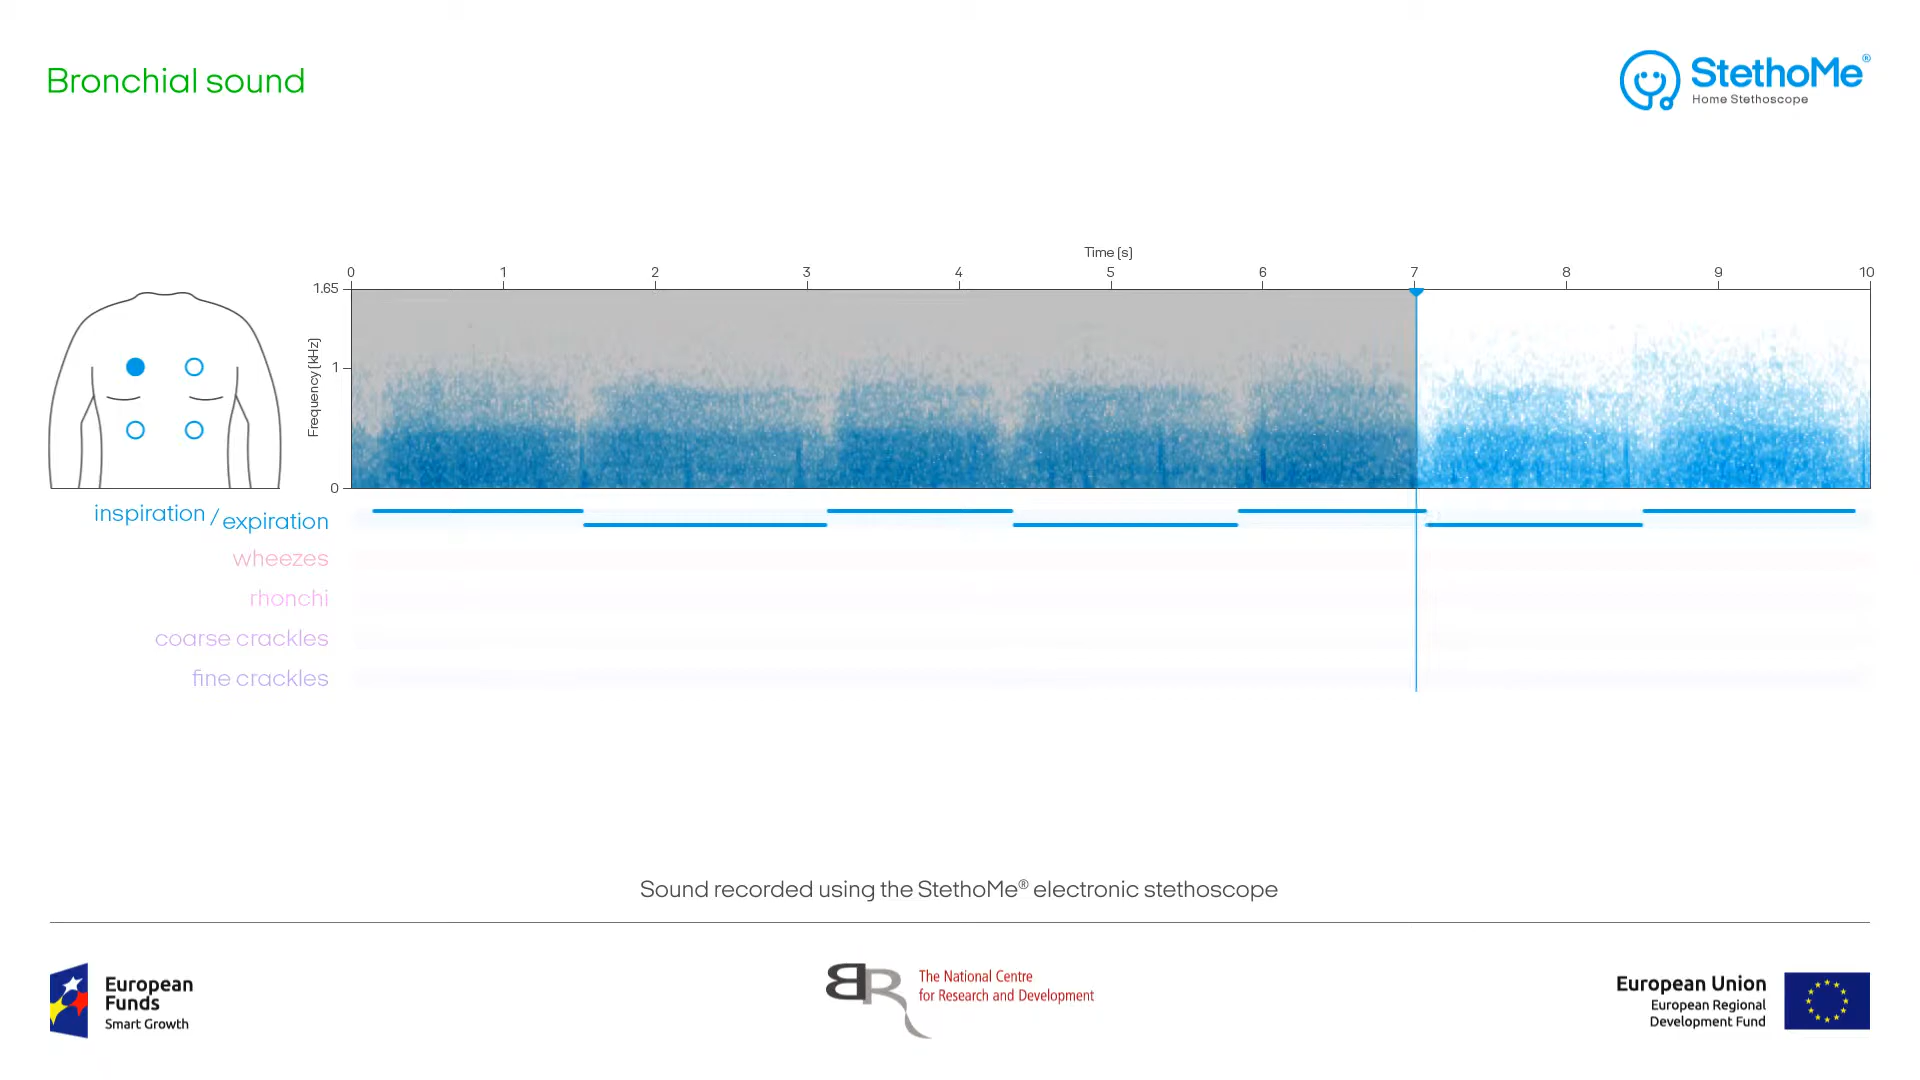 Bronchial sound
StethoMe®
Home Stethoscope
Time [s]
0 1 2 3 4 5 6 7 8 9 10
1.65
1
0
Frequency [kHz]
inspiration / expiration
wheezes
rhonchi
coarse crackles
fine crackles
Sound recorded using the StethoMe® electronic stethoscope
European
Funds
Smart Growth
BR
The National Centre
for Research and Development
European Union
European Regional
Development Fund